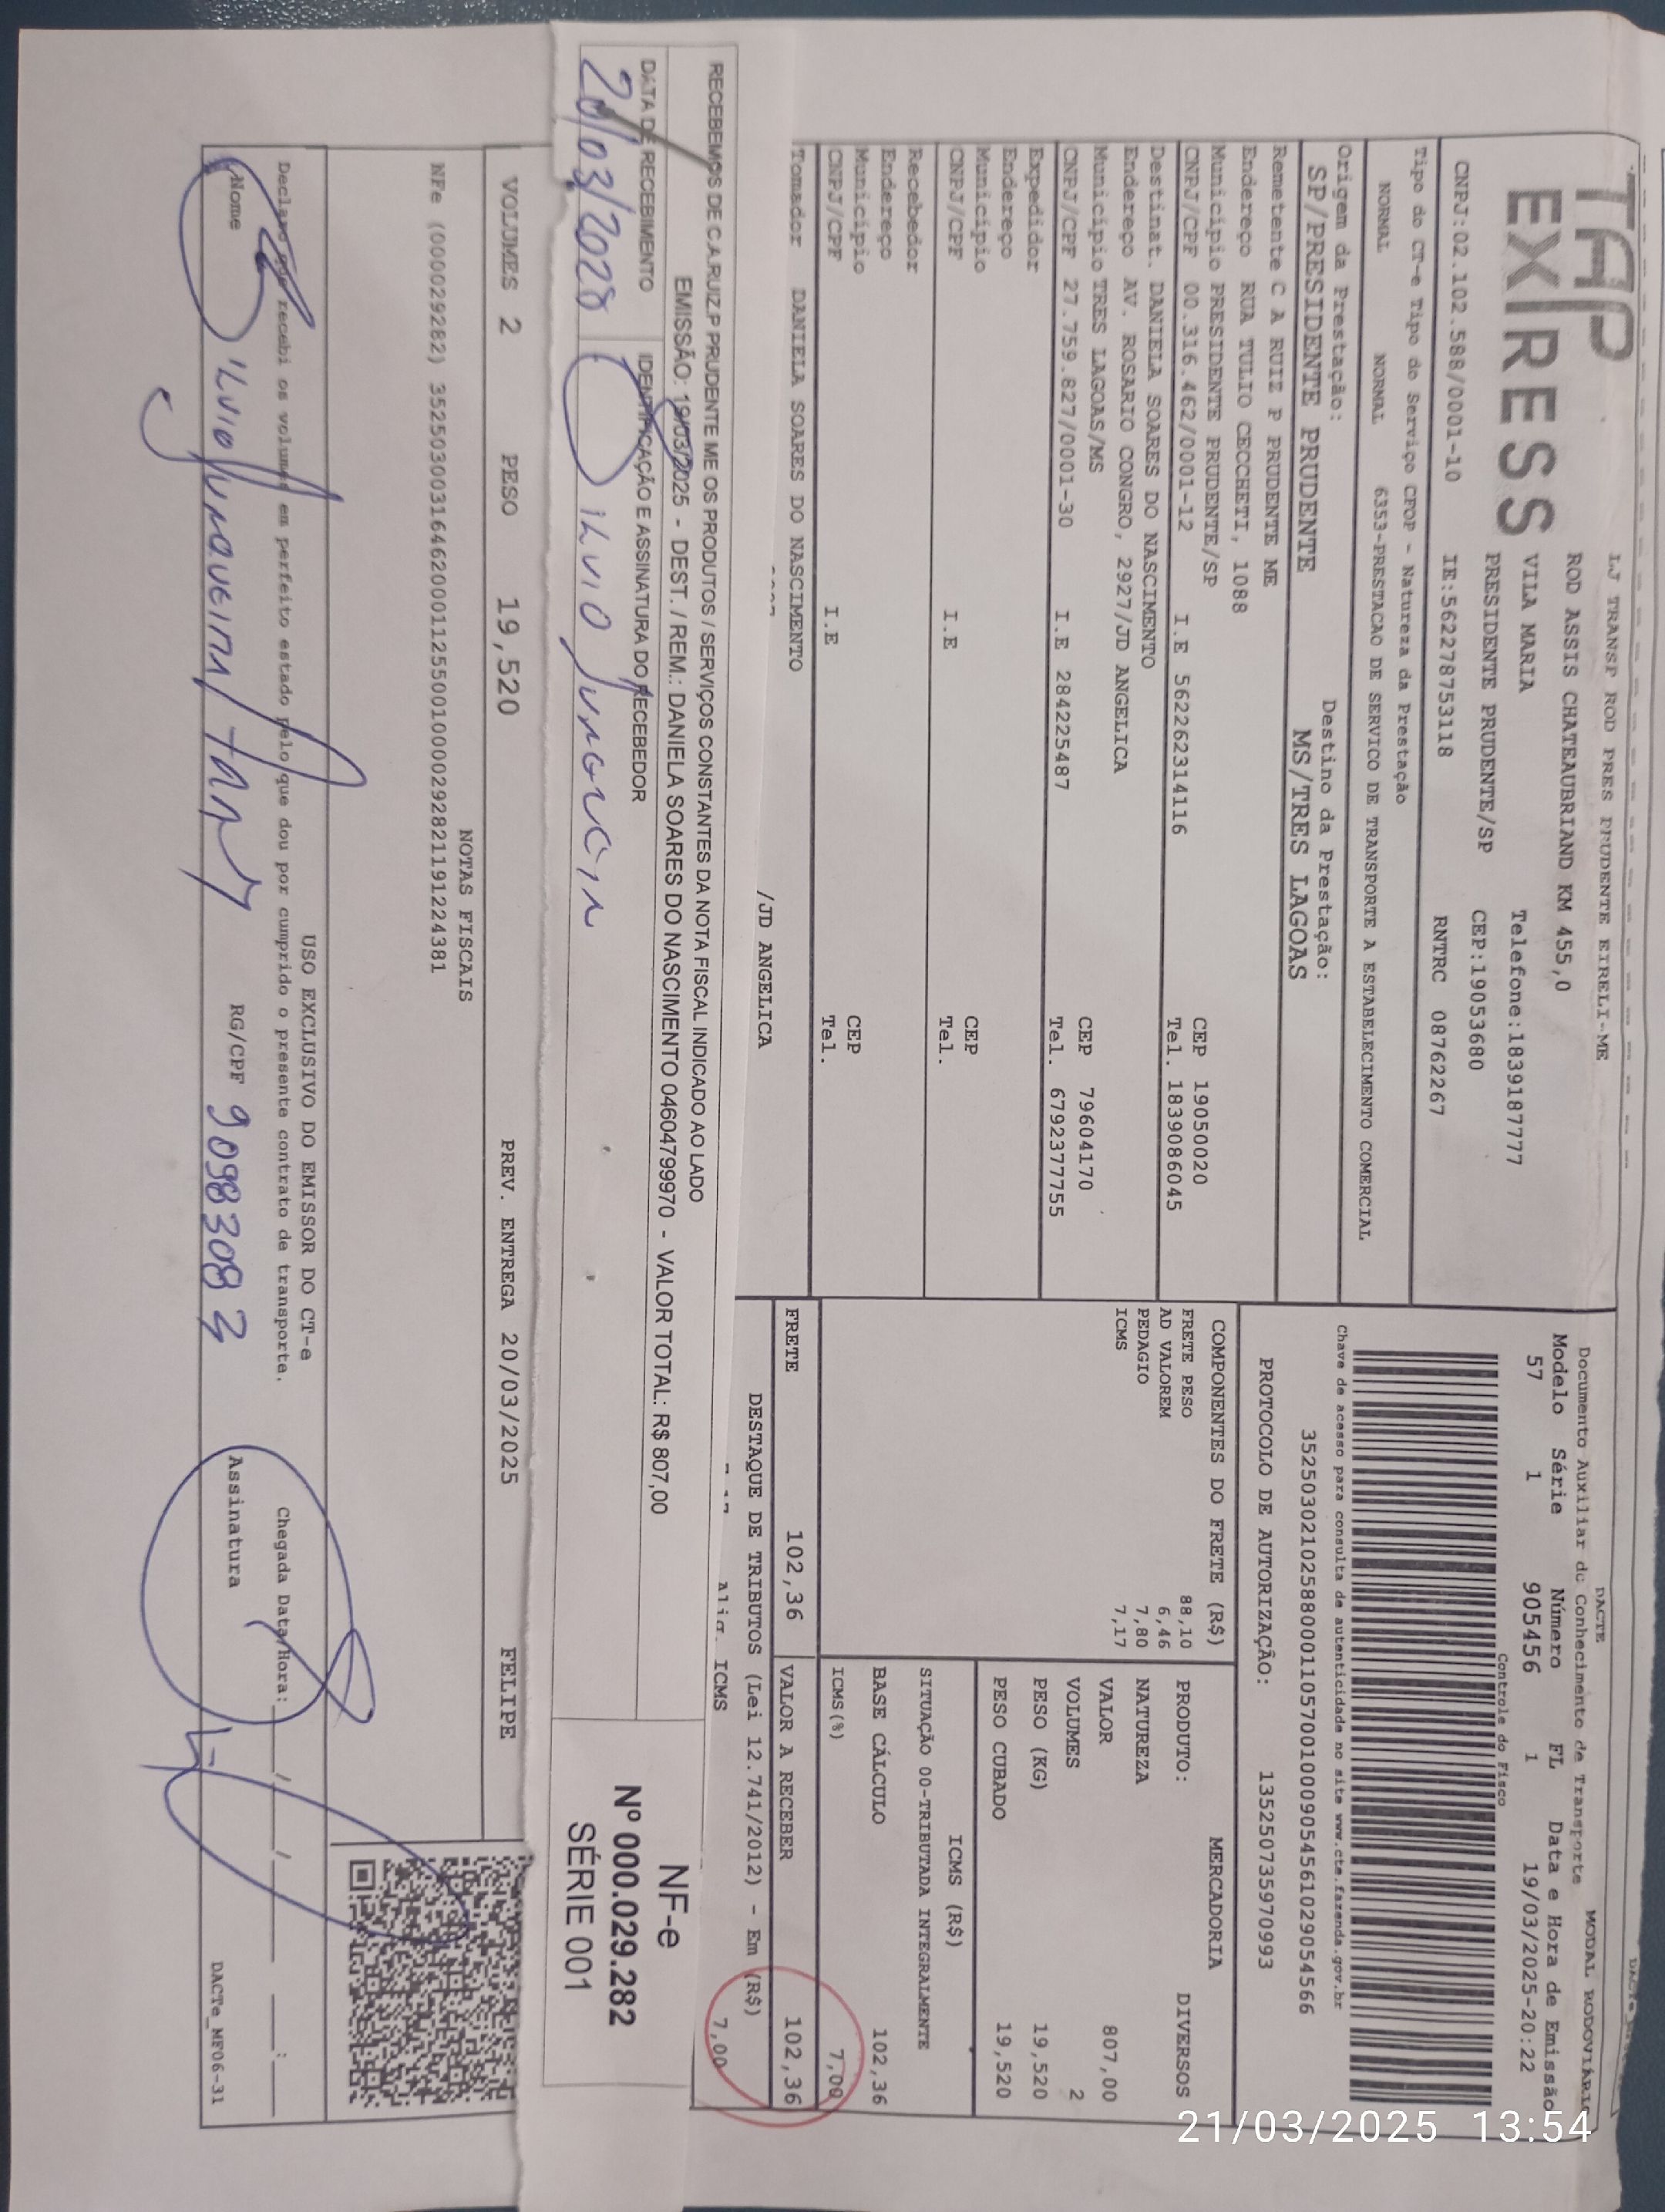 DACTE
TAP
EXPRESS
LJ TRANSP ROD PRES PRUDENTE EIRELI-ME
ROD ASSIS CHATEAUBRIAND KM 455,0
VILA MARIA Telefone:1839187777
PRESIDENTE PRUDENTE/SP CEP:19053680
CNPJ:02.102.588/0001-10 IE:562278753118 RNTRC 08762267
DACTE MODAL RODOVIÁRIO
Documento Auxiliar do Conhecimento de Transporte
Modelo Série Número FL Data e Hora de Emissão
57 1 905456 1 19/03/2025-20:22
Controle do Fisco
Tipo do CT-e Tipo do Serviço CFOP - Natureza da Prestação
NORMAL NORMAL 6353-PRESTACAO DE SERVICO DE TRANSPORTE A ESTABELECIMENTO COMERCIAL
Chave de acesso para consulta de autenticidade no site www.cte.fazenda.gov.br
35250302102588000110570010009054561029054566
Origem da Prestação: Destino da Prestação:
SP/PRESIDENTE PRUDENTE MS/TRES LAGOAS
PROTOCOLO DE AUTORIZAÇÃO: 135250735970993
Remetente C A RUIZ P PRUDENTE ME
Endereço RUA TULIO CECCHETI, 1088
Município PRESIDENTE PRUDENTE/SP CEP 19050020
CNPJ/CPF 00.316.462/0001-12 I.E 562262314116 Tel. 1839086045
Destinat. DANIELA SOARES DO NASCIMENTO
Endereço AV. ROSARIO CONGRO, 2927/JD ANGELICA
Município TRES LAGOAS/MS CEP 79604170
CNPJ/CPF 27.759.827/0001-30 I.E 284225487 Tel. 6792377755
Expedidor
Endereço
Município CEP
CNPJ/CPF I.E Tel.
Recebedor
Endereço
Município CEP
CNPJ/CPF I.E Tel.
Tomador DANIELA SOARES DO NASCIMENTO
/JD ANGELICA
COMPONENTES DO FRETE (R$)
FRETE PESO 88,10
AD VALOREM 6,46
PEDAGIO 7,80
ICMS 7,17
MERCADORIA
PRODUTO: DIVERSOS
NATUREZA
VALOR 807,00
VOLUMES 2
PESO (KG) 19,520
PESO CUBADO 19,520
ICMS (R$)
SITUAÇÃO 00-TRIBUTADA INTEGRALMENTE
BASE CÁLCULO 102,36
ICMS(%) 7,00
FRETE 102,36 VALOR A RECEBER 102,36
DESTAQUE DE TRIBUTOS (Lei 12.741/2012) - Em (R$)
Aliq. ICMS 7,00
RECEBEMOS DE C.A.RUIZ.P PRUDENTE ME OS PRODUTOS / SERVIÇOS CONSTANTES DA NOTA FISCAL INDICADO AO LADO
EMISSÃO: 19/03/2025 - DEST. / REM.: DANIELA SOARES DO NASCIMENTO 04604799970 - VALOR TOTAL: R$ 807,00
DATA DE RECEBIMENTO IDENTIFICAÇÃO E ASSINATURA DO RECEBEDOR
20/03/2025 SILVIO
NF-e
Nº 000.029.282
SÉRIE 001
VOLUMES 2 PESO 19,520 PREV. ENTREGA 20/03/2025 FELIPE
NOTAS FISCAIS
NFe (000029282) 35250300316462000112550010000292821191224381
USO EXCLUSIVO DO EMISSOR DO CT-e
Declaro que recebi os volumes em perfeito estado pelo que dou por cumprido o presente contrato de transporte.
Chegada Data/Hora: / / :
Nome SILVIO RG/CPF 90983083 Assinatura
DACTe_MF06-31
21/03/2025 13:54